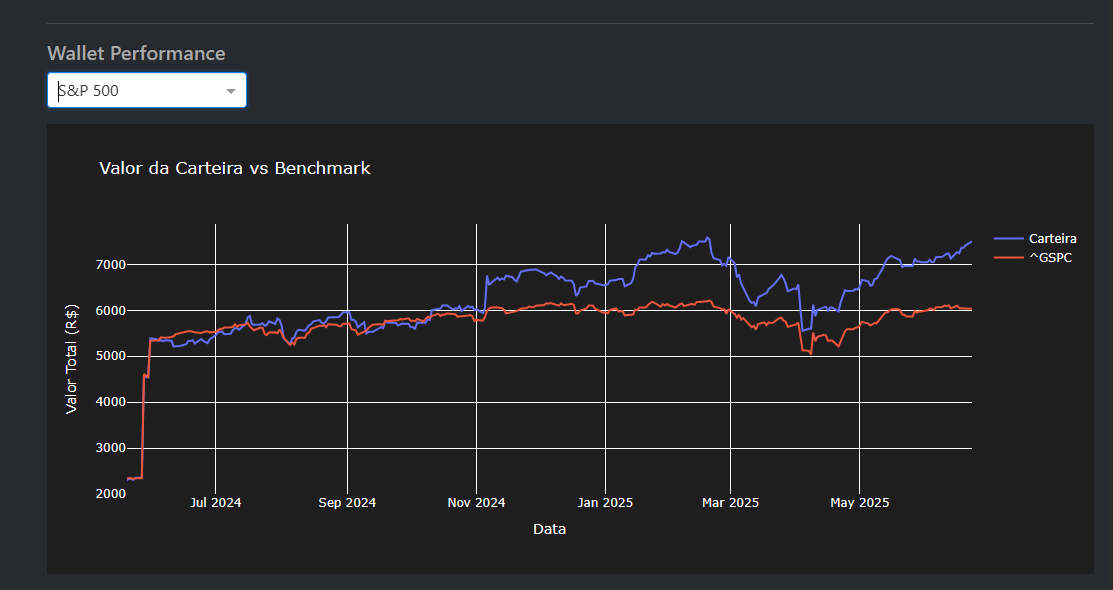 Wallet Performance
S&P 500
Valor da Carteira vs Benchmark
Carteira
^GSPC
Valor Total (R$)
7000
6000
5000
4000
3000
2000
Jul 2024 Sep 2024 Nov 2024 Jan 2025 Mar 2025 May 2025
Data